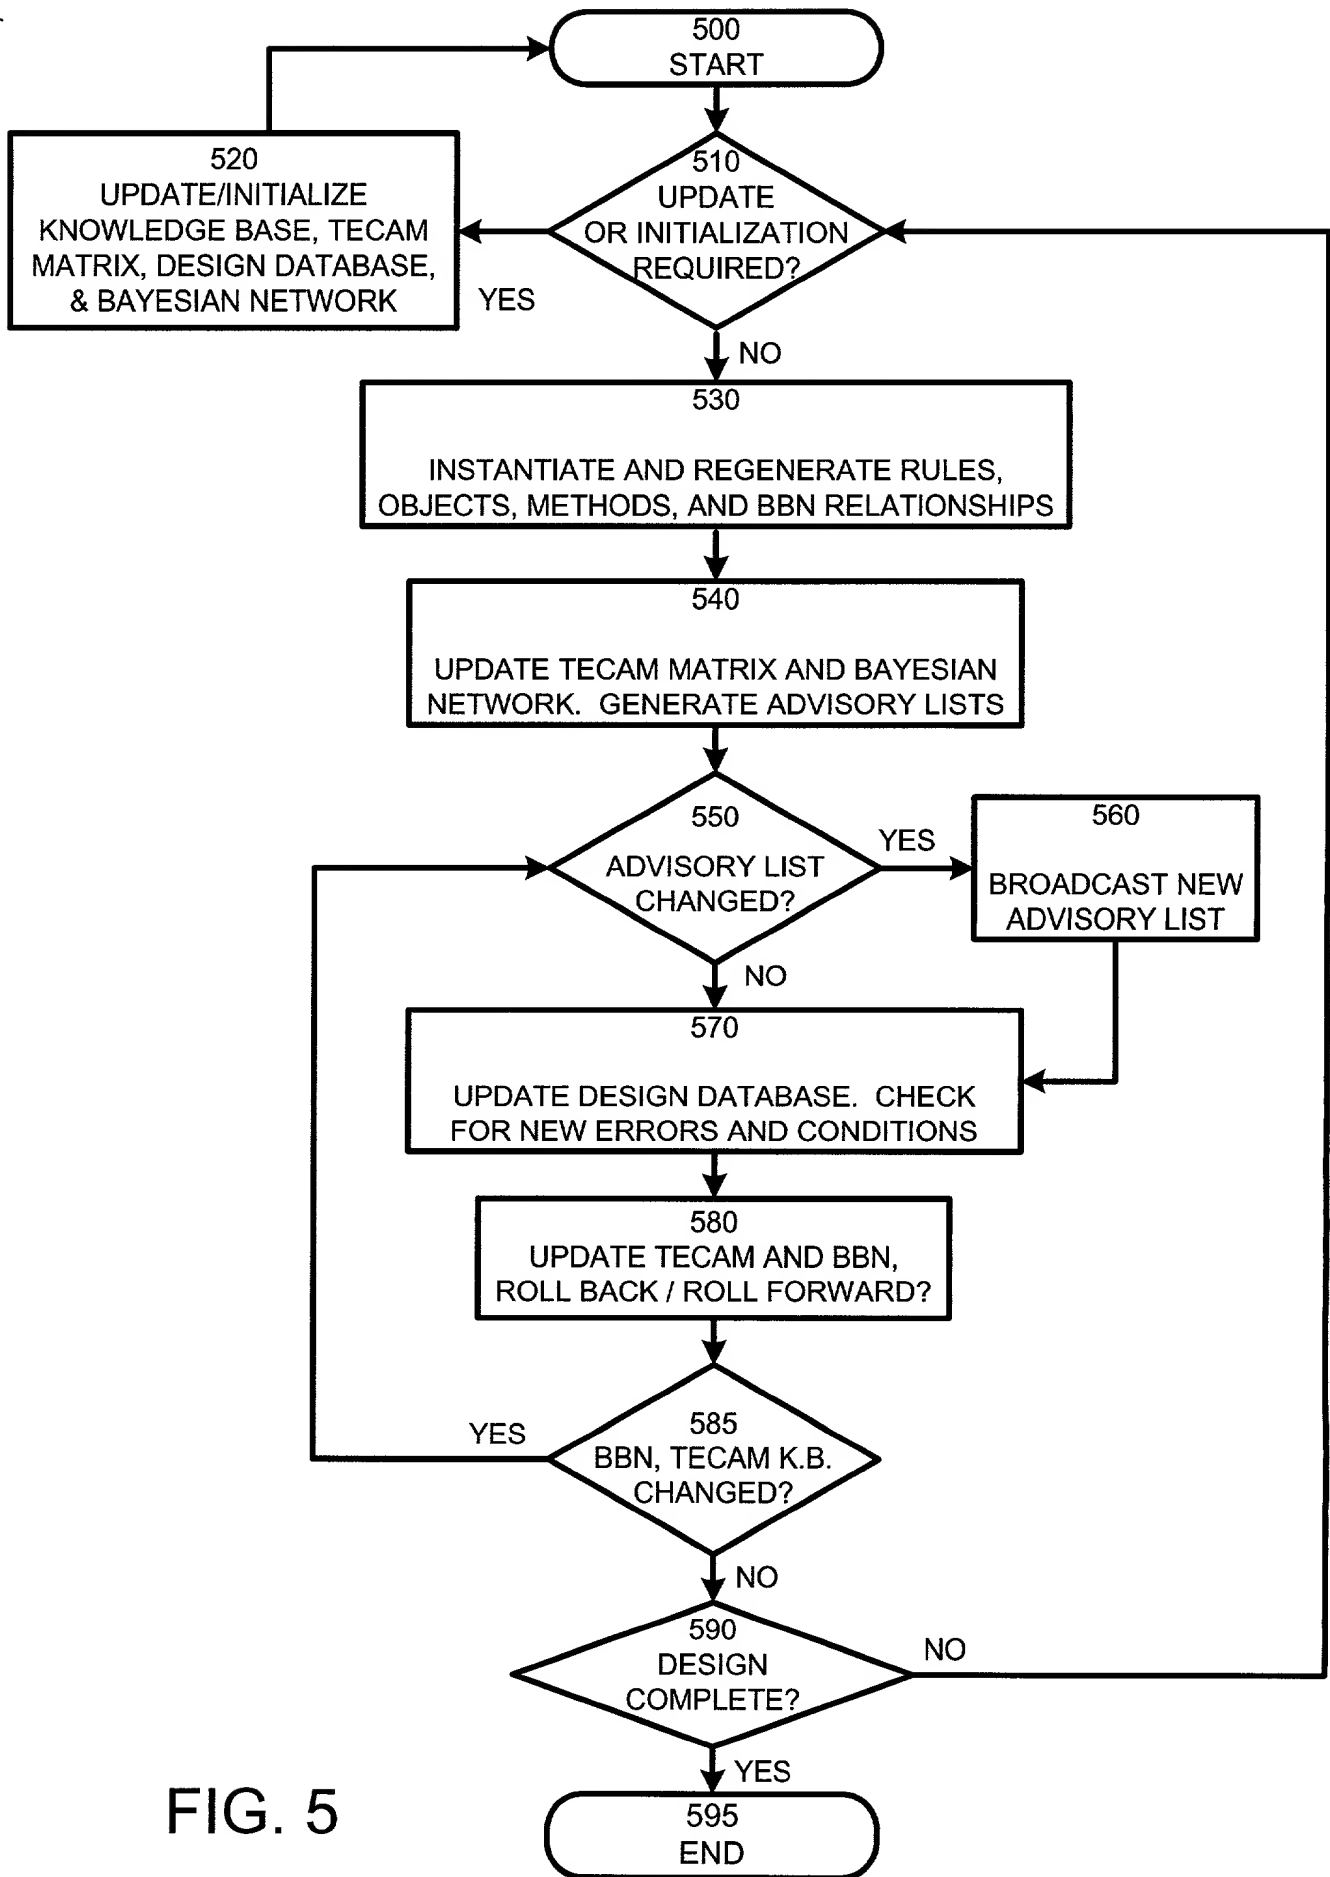 500
START
510
UPDATE
OR INITIALIZATION
REQUIRED?
520
UPDATE/INITIALIZE
KNOWLEDGE BASE, TECAM
MATRIX, DESIGN DATABASE,
& BAYESIAN NETWORK
YES
NO
530
INSTANTIATE AND REGENERATE RULES,
OBJECTS, METHODS, AND BBN RELATIONSHIPS
540
UPDATE TECAM MATRIX AND BAYESIAN
NETWORK. GENERATE ADVISORY LISTS
550
ADVISORY LIST
CHANGED?
YES
560
BROADCAST NEW
ADVISORY LIST
NO
570
UPDATE DESIGN DATABASE. CHECK
FOR NEW ERRORS AND CONDITIONS
580
UPDATE TECAM AND BBN,
ROLL BACK / ROLL FORWARD?
585
BBN, TECAM K.B.
CHANGED?
YES
NO
590
DESIGN
COMPLETE?
NO
YES
595
END
FIG. 5